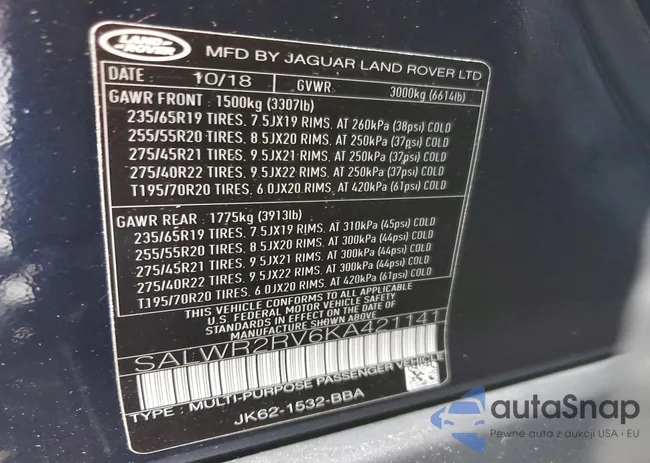 LAND
ROVER
MFD BY JAGUAR LAND ROVER LTD
DATE : 10/18 GVWR : 3000kg (6614lb)
GAWR FRONT : 1500kg (3307lb)
235/65R19 TIRES, 7.5JX19 RIMS, AT 260kPa (38psi) COLD
255/55R20 TIRES, 8.5JX20 RIMS, AT 250kPa (37psi) COLD
275/45R21 TIRES, 9.5JX21 RIMS, AT 250kPa (37psi) COLD
275/40R22 TIRES, 9.5JX22 RIMS, AT 250kPa (37psi) COLD
T195/70R20 TIRES, 6.0JX20 RIMS, AT 420kPa (61psi) COLD
GAWR REAR : 1775kg (3913lb)
235/65R19 TIRES, 7.5JX19 RIMS, AT 310kPa (45psi) COLD
255/55R20 TIRES, 8.5JX20 RIMS, AT 300kPa (44psi) COLD
275/45R21 TIRES, 9.5JX21 RIMS, AT 300kPa (44psi) COLD
275/40R22 TIRES, 9.5JX22 RIMS, AT 300kPa (44psi) COLD
T195/70R20 TIRES, 6.0JX20 RIMS, AT 420kPa (61psi) COLD
THIS VEHICLE CONFORMS TO ALL APPLICABLE
U.S. FEDERAL MOTOR VEHICLE SAFETY
STANDARDS IN EFFECT ON THE DATE OF
MANUFACTURE SHOWN ABOVE
SALWR2RV6KA421141
TYPE : MULTI-PURPOSE PASSENGER VEHICLE
JK62-1532-BBA
autaSnap
Pewne auta z aukcji USA i EU